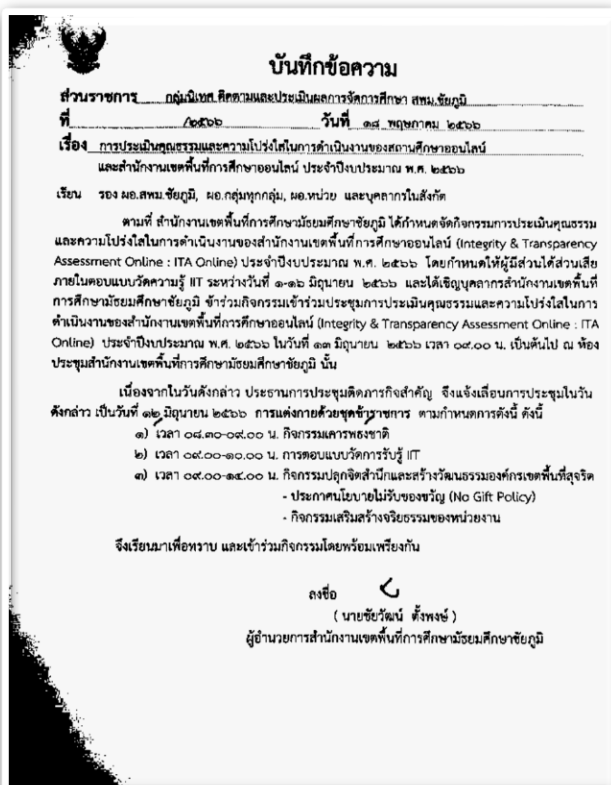 บันทึกข้อความ
ส่วนราชการ กลุ่มนิเทศ ติดตามและประเมินผลการจัดการศึกษา สพม.ชัยภูมิ
ที่ /๒๕๖๖ วันที่ ๑๘ พฤษภาคม ๒๕๖๖
เรื่อง การประเมินคุณธรรมและความโปร่งใสในการดำเนินงานของสถานศึกษาออนไลน์
และสำนักงานเขตพื้นที่การศึกษาออนไลน์ ประจำปีงบประมาณ พ.ศ. ๒๕๖๖
เรียน รอง ผอ.สพม.ชัยภูมิ, ผอ.กลุ่มทุกกลุ่ม, ผอ.หน่วย และบุคลากรในสังกัด
ตามที่ สำนักงานเขตพื้นที่การศึกษามัธยมศึกษาชัยภูมิ ได้กำหนดจัดกิจกรรมการประเมินคุณธรรม
และความโปร่งใสในการดำเนินงานของสำนักงานเขตพื้นที่การศึกษาออนไลน์ (Integrity & Transparency
Assessment Online : ITA Online) ประจำปีงบประมาณ พ.ศ. ๒๕๖๖ โดยกำหนดให้ผู้มีส่วนได้ส่วนเสีย
ภายในตอบแบบวัดความรู้ IIT ระหว่างวันที่ ๑-๑๖ มิถุนายน ๒๕๖๖ และได้เชิญบุคลากรสำนักงานเขตพื้นที่
การศึกษามัธยมศึกษาชัยภูมิ ข้าร่วมกิจกรรมเข้าร่วมประชุมการประเมินคุณธรรมและความโปร่งใสในการ
ดำเนินงานของสำนักงานเขตพื้นที่การศึกษาออนไลน์ (Integrity & Transparency Assessment Online : ITA
Online) ประจำปีงบประมาณ พ.ศ. ๒๕๖๖ ในวันที่ ๑๓ มิถุนายน ๒๕๖๖ เวลา ๐๙.๐๐ น. เป็นต้นไป ณ ห้อง
ประชุมสำนักงานเขตพื้นที่การศึกษามัธยมศึกษาชัยภูมิ นั้น
เนื่องจากในวันดังกล่าว ประธานการประชุมติดภารกิจสำคัญ จึงแจ้งเลื่อนการประชุมในวัน
ดังกล่าว เป็นวันที่ ๑๒ มิถุนายน ๒๕๖๖ การแต่งกายด้วยชุดข้าราชการ ตามกำหนดการดังนี้ ดังนี้
๑) เวลา ๐๘.๓๐-๐๙.๐๐ น. กิจกรรมเคารพธงชาติ
๒) เวลา ๐๙.๐๐-๑๐.๐๐ น. การตอบแบบวัดการรับรู้ IIT
๓) เวลา ๐๙.๐๐-๑๔.๐๐ น. กิจกรรมปลุกจิตสำนึกและสร้างวัฒนธรรมองค์กรเขตพื้นที่สุจริต
- ประกาศนโยบายไม่รับของขวัญ (No Gift Policy)
- กิจกรรมเสริมสร้างจริยธรรมของหน่วยงาน
จึงเรียนมาเพื่อทราบ และเข้าร่วมกิจกรรมโดยพร้อมเพรียงกัน
ลงชื่อ
( นายชัยวัฒน์ ตั้งพงษ์ )
ผู้อำนวยการสำนักงานเขตพื้นที่การศึกษามัธยมศึกษาชัยภูมิ